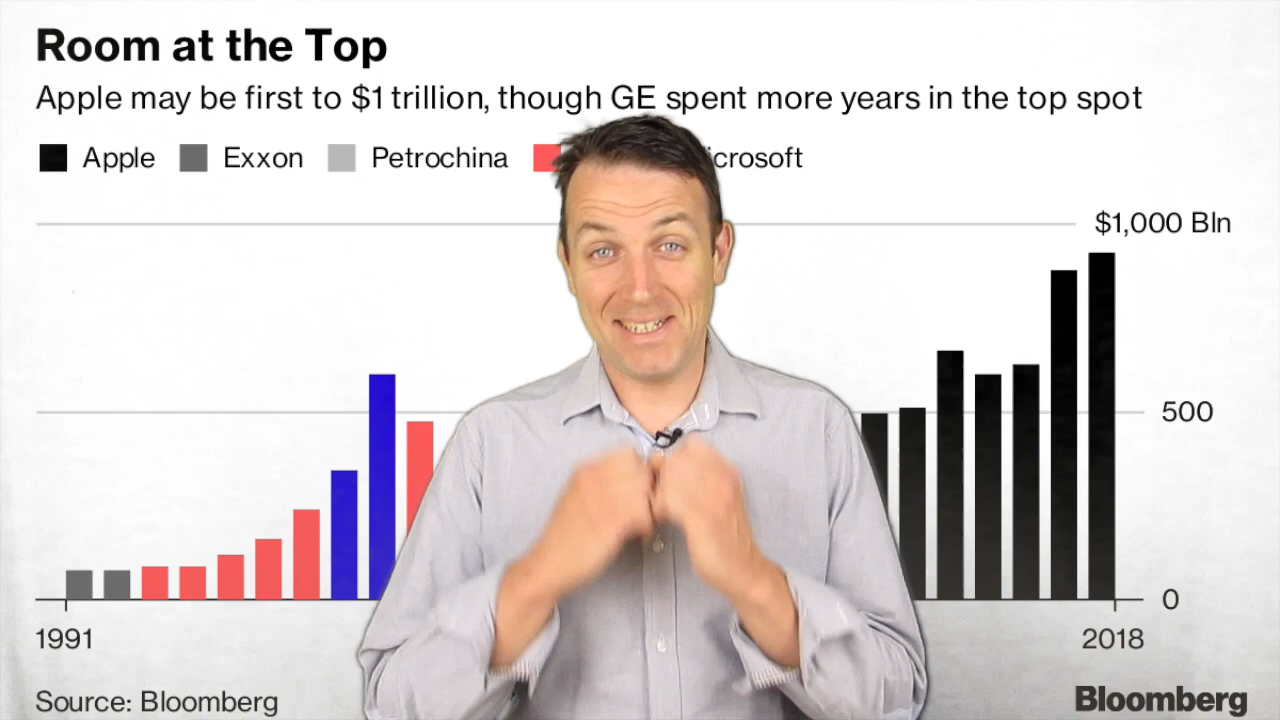 Room at the Top
Apple may be first to $1 trillion, though GE spent more years in the top spot
Apple Exxon Petrochina icrosoft
$1,000 Bln
500
0
1991 2018
Source: Bloomberg Bloomberg